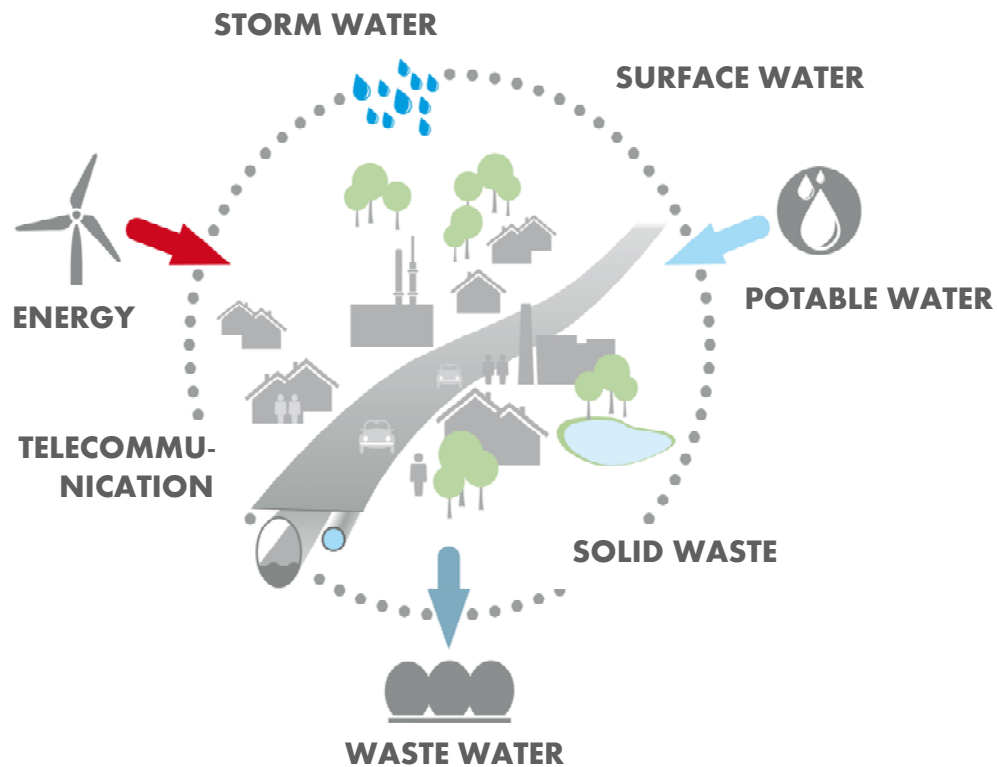 STORM WATER
SURFACE WATER
ENERGY
POTABLE WATER
TELECOMMU-
NICATION
SOLID WASTE
WASTE WATER